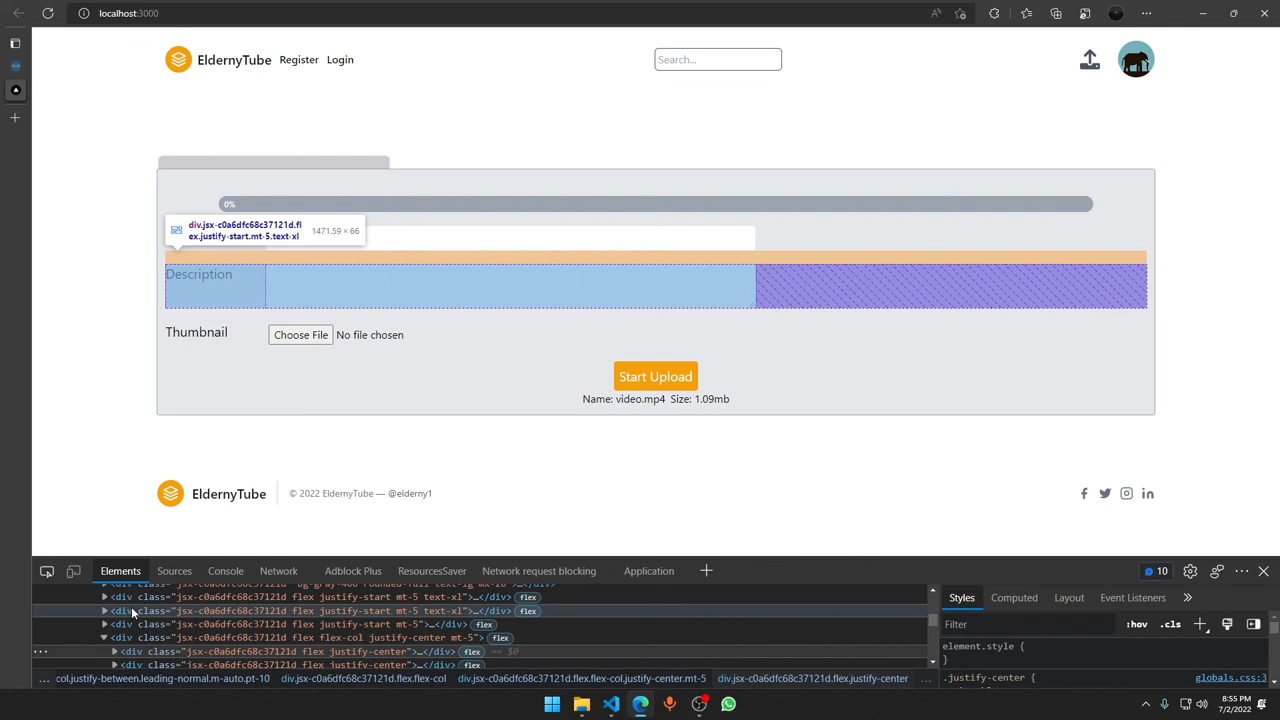 localhost:3000
EldernyTube Register Login
Search...
0%
div.jsx-c0a6dfc68c37121d.fl
ex.justify-start.mt-5.text-xl
1471.59 × 66
Description
Thumbnail
Choose File No file chosen
Start Upload
Name: video.mp4 Size: 1.09mb
EldernyTube
© 2022 EldernyTube — @elderny1
Elements Sources Console Network Adblock Plus ResourcesSaver Network request blocking Application
10
<div class="jsx-c0a6dfc68c37121d flex justify-start mt-5 text-xl">…</div> flex
<div class="jsx-c0a6dfc68c37121d flex justify-start mt-5 text-xl">…</div> flex
<div class="jsx-c0a6dfc68c37121d flex justify-start mt-5">…</div> flex
<div class="jsx-c0a6dfc68c37121d flex flex-col justify-center mt-5"> flex
<div class="jsx-c0a6dfc68c37121d flex justify-center">…</div> flex == $0
<div class="jsx-c0a6dfc68c37121d flex justify-center">…</div> flex
... col.justify-between.leading-normal.m-auto.pt-10 div.jsx-c0a6dfc68c37121d.flex.flex-col div.jsx-c0a6dfc68c37121d.flex.flex-col.justify-center.mt-5 div.jsx-c0a6dfc68c37121d.flex.justify-center ...
Styles Computed Layout Event Listeners
Filter
:hov .cls
element.style {
}
.justify-center {
globals.css:3
8:55 PM
7/2/2022